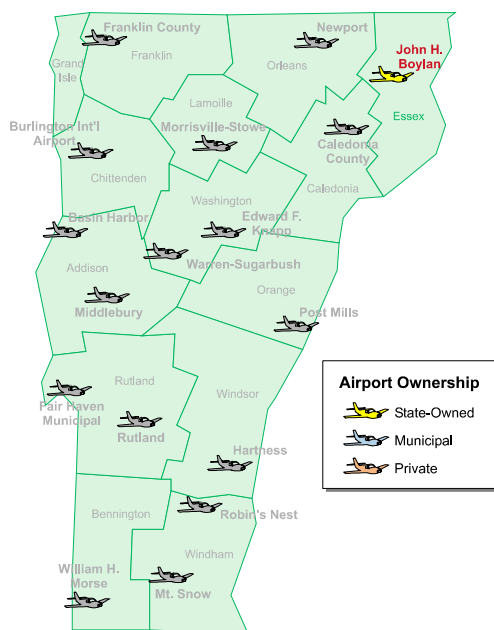 Franklin County
Newport
Franklin
Grand
Isle
Orleans
John H.
Boylan
Lamoille
Essex
Burlington Int'l
Airport
Morrisville-Stowe
Caledonia
County
Chittenden
Caledonia
Washington
Basin Harbor
Edward F.
Knapp
Warren-Sugarbush
Addison
Orange
Middlebury
Post Mills
Rutland
Windsor
Fair Haven
Municipal
Rutland
Hartness
Airport Ownership
State-Owned
Municipal
Private
Bennington
Robin's Nest
Windham
William H.
Morse
Mt. Snow